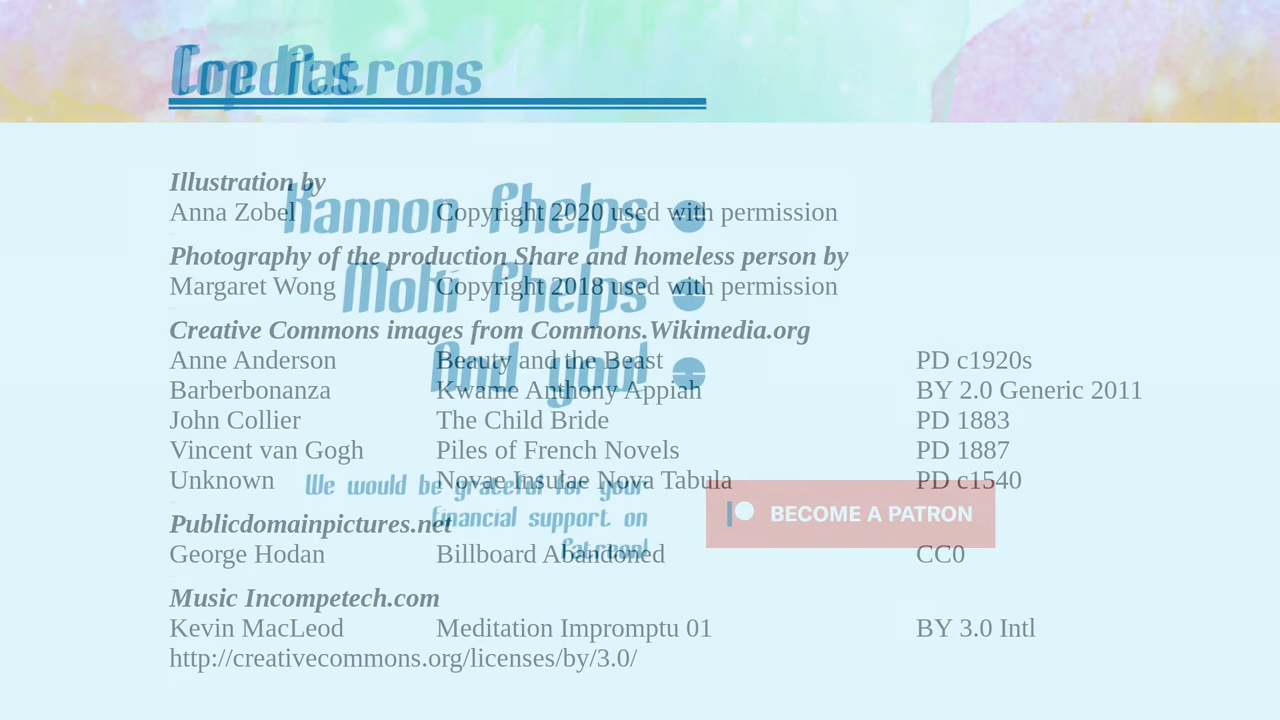 Credits
Top Patrons
Illustration by
Anna Zobel Copyright 2020 used with permission
Photography of the production Share and homeless person by
Margaret Wong Copyright 2018 used with permission
Creative Commons images from Commons.Wikimedia.org
Anne Anderson Beauty and the Beast PD c1920s
Barberbonanza Kwame Anthony Appiah BY 2.0 Generic 2011
John Collier The Child Bride PD 1883
Vincent van Gogh Piles of French Novels PD 1887
Unknown Novae Insulae Nova Tabula PD c1540
Publicdomainpictures.net
George Hodan Billboard Abandoned CC0
Music Incompetech.com
Kevin MacLeod Meditation Impromptu 01 BY 3.0 Intl
http://creativecommons.org/licenses/by/3.0/
Kannon Phelps
Phelps
And you!
We would be grateful for your
financial support on
Patreon!
BECOME A PATRON